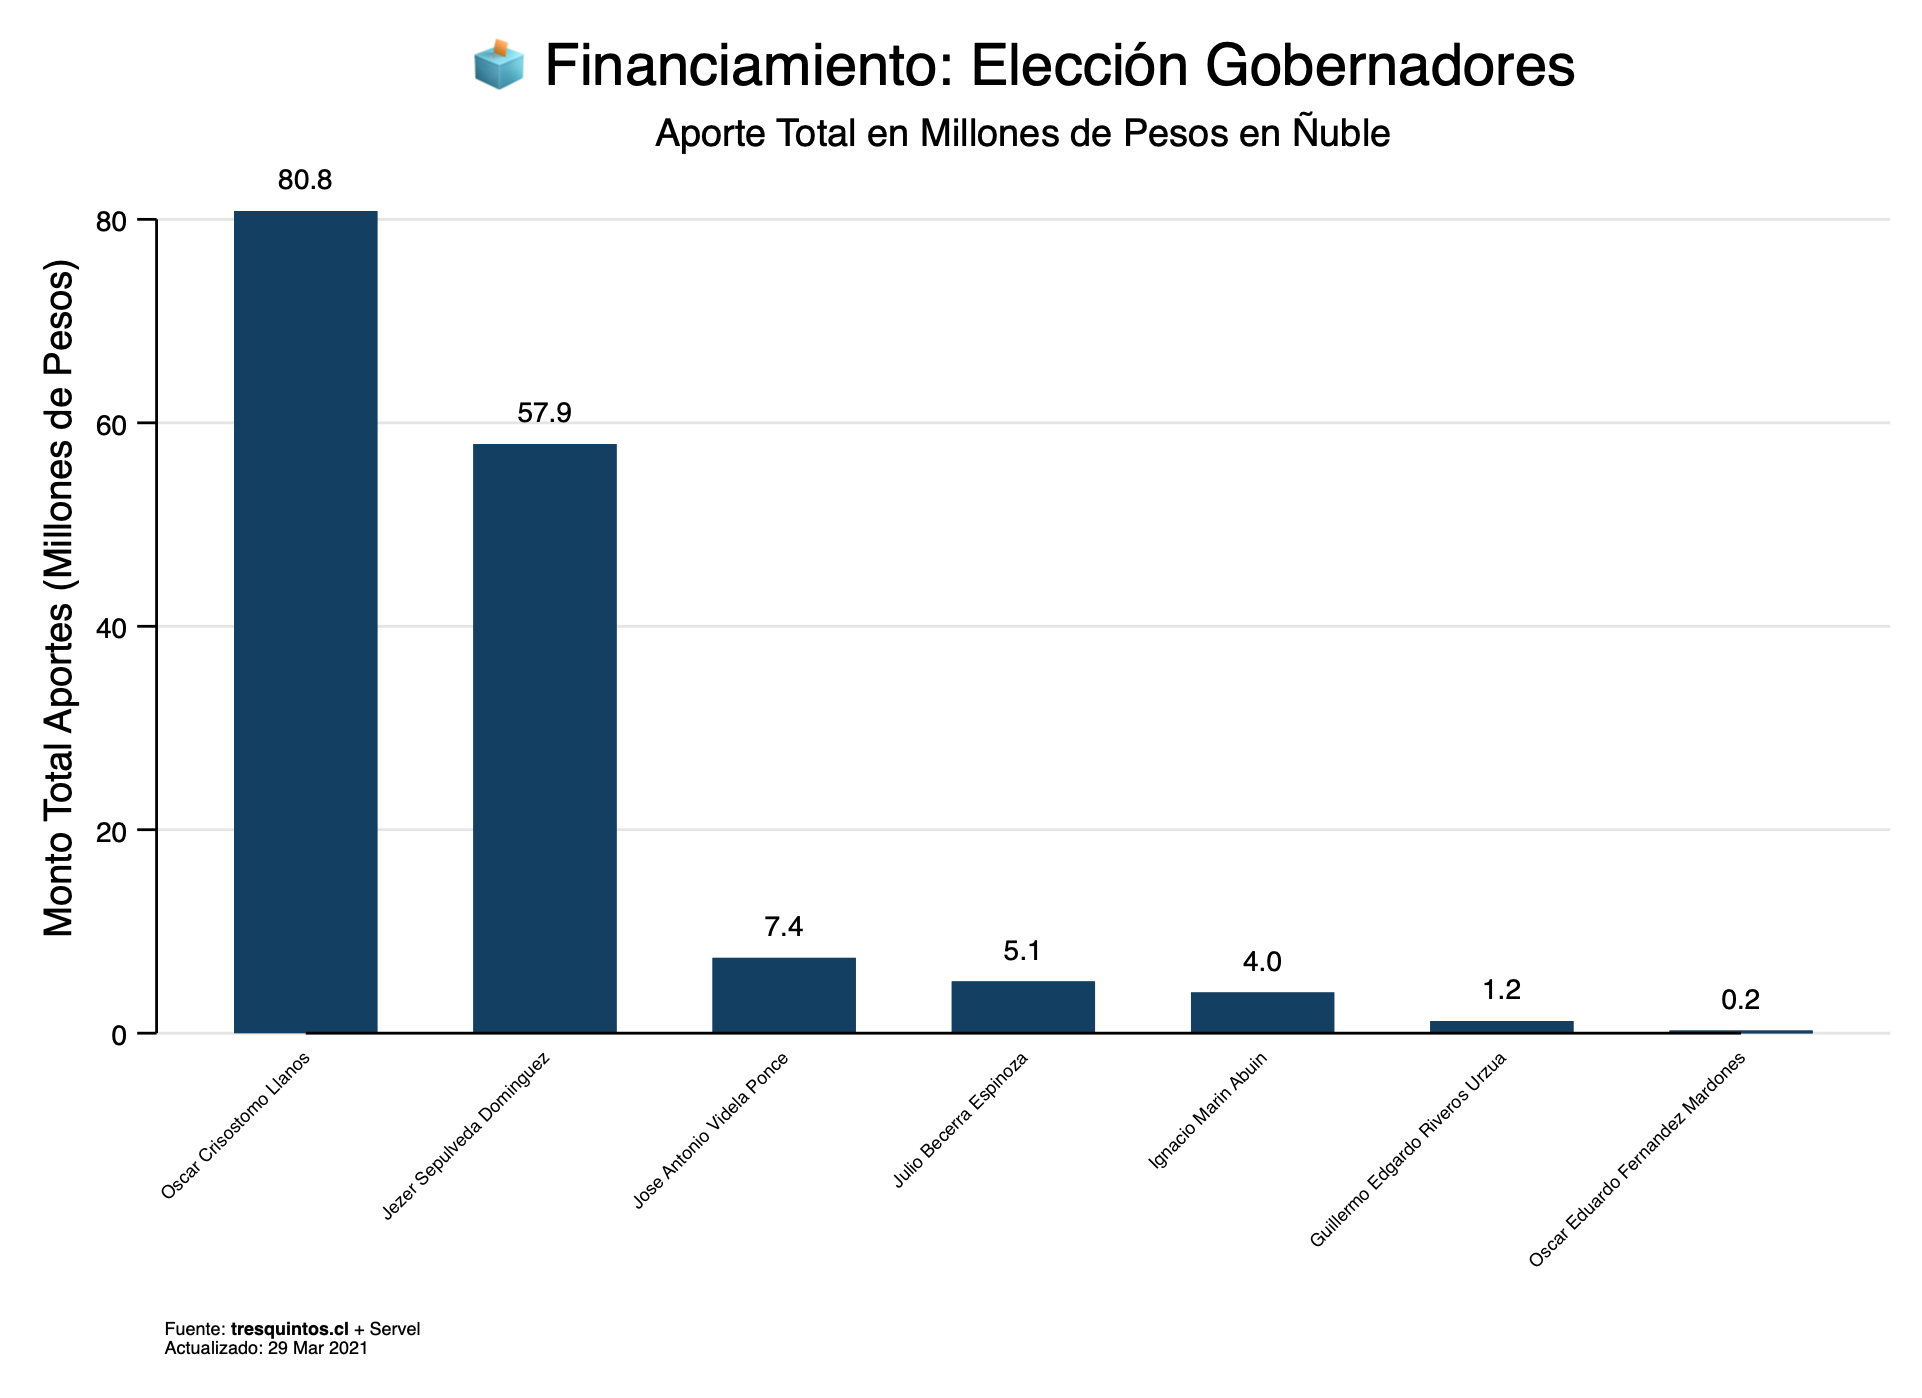 Financiamiento: Elección Gobernadores
Aporte Total en Millones de Pesos en Ñuble
Monto Total Aportes (Millones de Pesos)
80
60
40
20
0
80.8
57.9
7.4
5.1
4.0
1.2
0.2
Oscar Crisostomo Llanos
Jezer Sepulveda Dominguez
Jose Antonio Videla Ponce
Julio Becerra Espinoza
Ignacio Marin Abuin
Guillermo Edgardo Riveros Urzua
Oscar Eduardo Fernandez Mardones
Fuente: tresquintos.cl + Servel
Actualizado: 29 Mar 2021